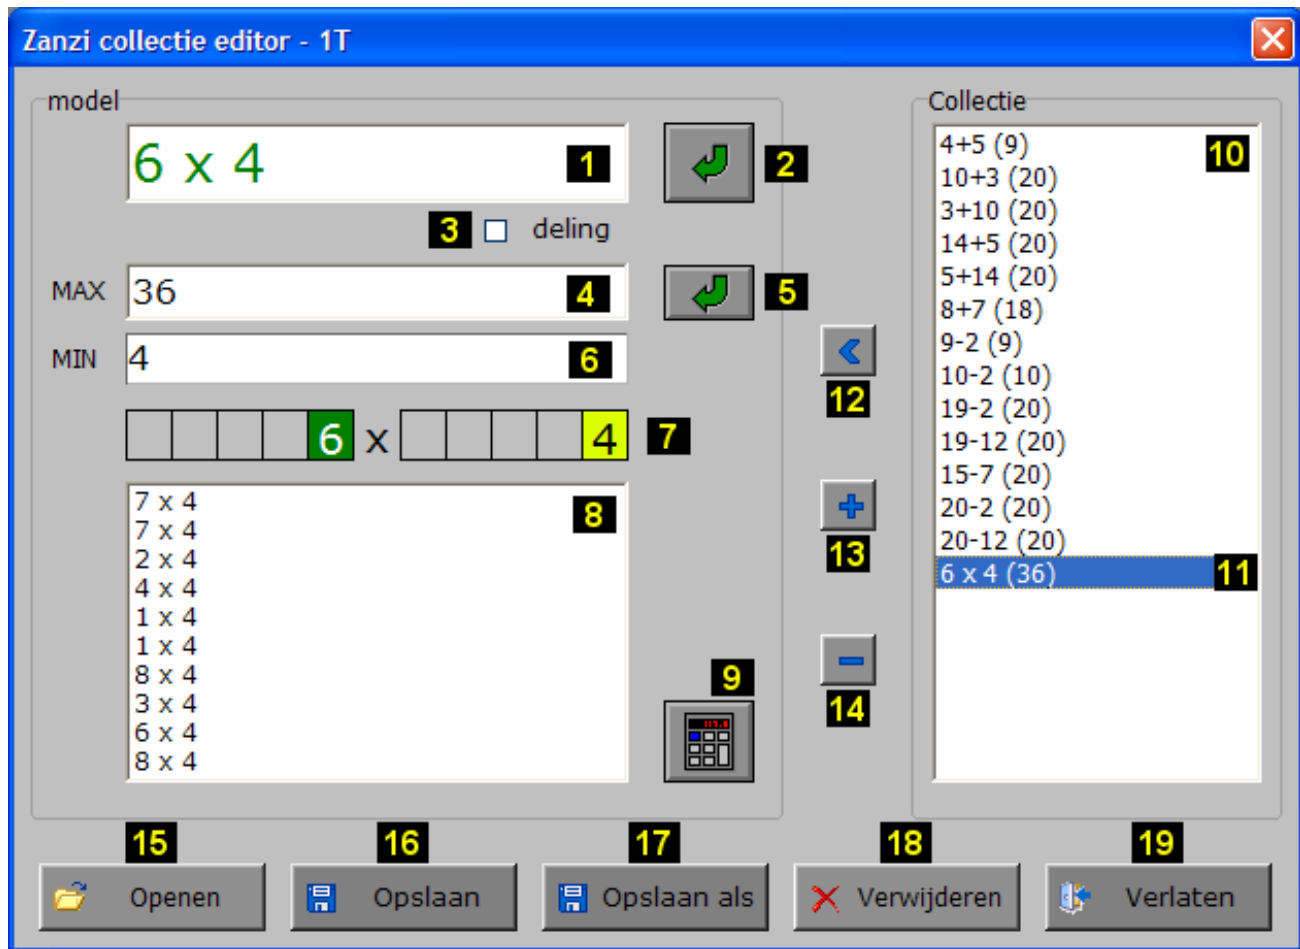 Zanzi collectie editor - 1T
model
6 x 4 1
2
3 deling
MAX 36 4
5
MIN 4 6
6 x 4 7
7 x 4 8
7 x 4
2 x 4
4 x 4
1 x 4
1 x 4
8 x 4
3 x 4
6 x 4
8 x 4
9
12
13
14
Collectie
4+5 (9) 10
10+3 (20)
3+10 (20)
14+5 (20)
5+14 (20)
8+7 (18)
9-2 (9)
10-2 (10)
19-2 (20)
19-12 (20)
15-7 (20)
20-2 (20)
20-12 (20)
6 x 4 (36) 11
15 16 17 18 19
Openen Opslaan Opslaan als Verwijderen Verlaten